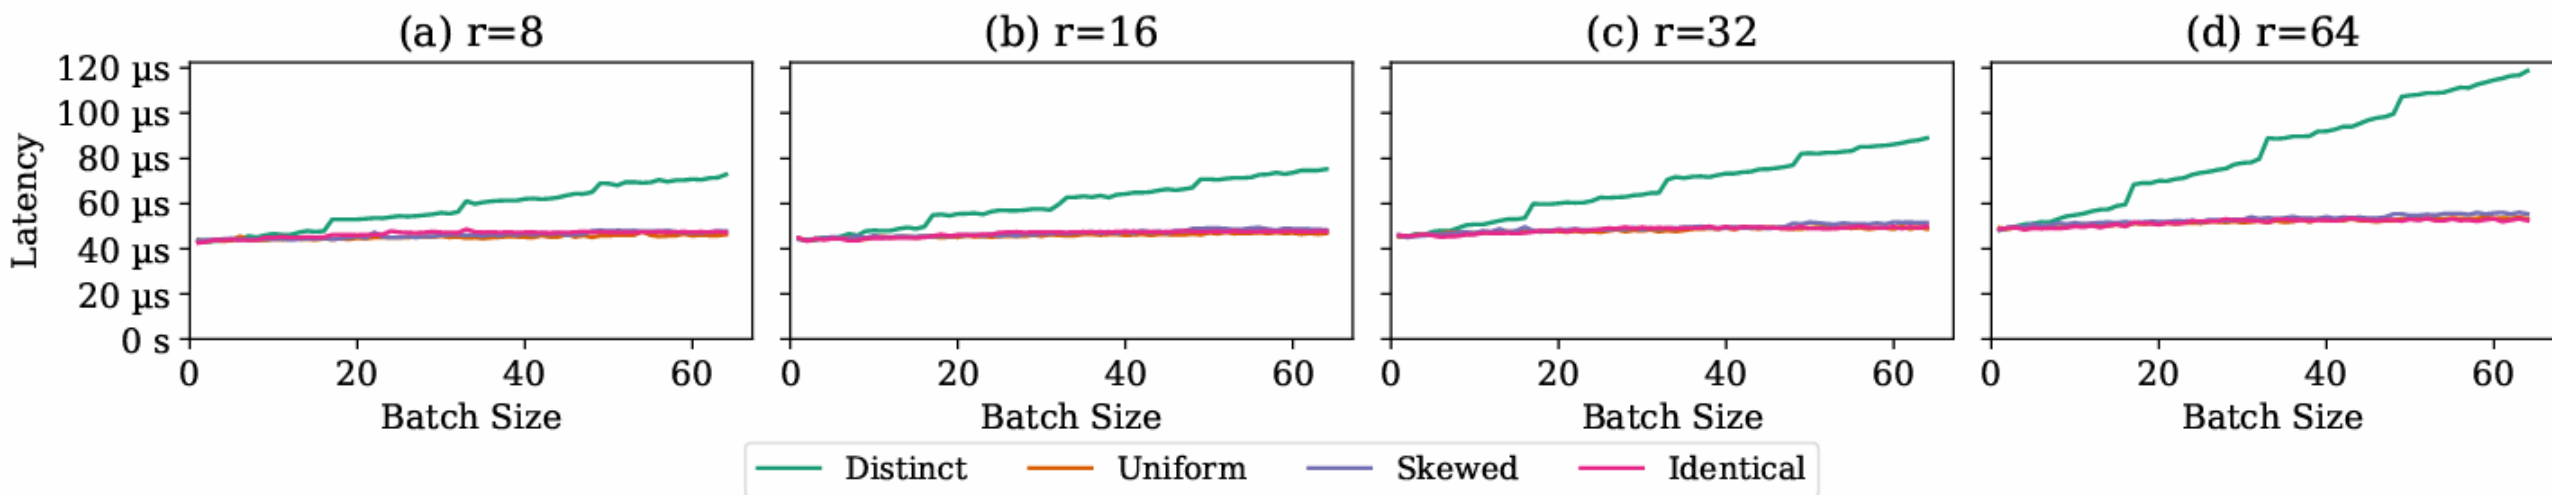 (a) r=8
(b) r=16
(c) r=32
(d) r=64
Latency
120 µs
100 µs
80 µs
60 µs
40 µs
20 µs
0 s
0 20 40 60
0 20 40 60
0 20 40 60
0 20 40 60
Batch Size
Batch Size
Batch Size
Batch Size
Distinct Uniform Skewed Identical